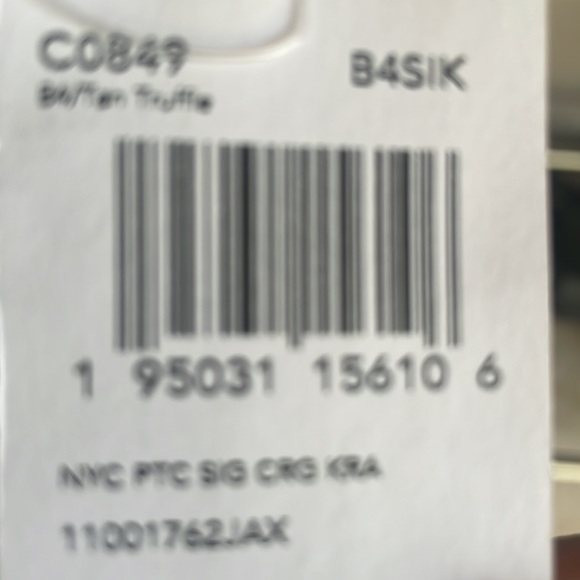 C0849
B4SIK
B4/Tan Truffle
1 95031 15610 6
NYC PTC SIG CRG KRA
11001762JAX